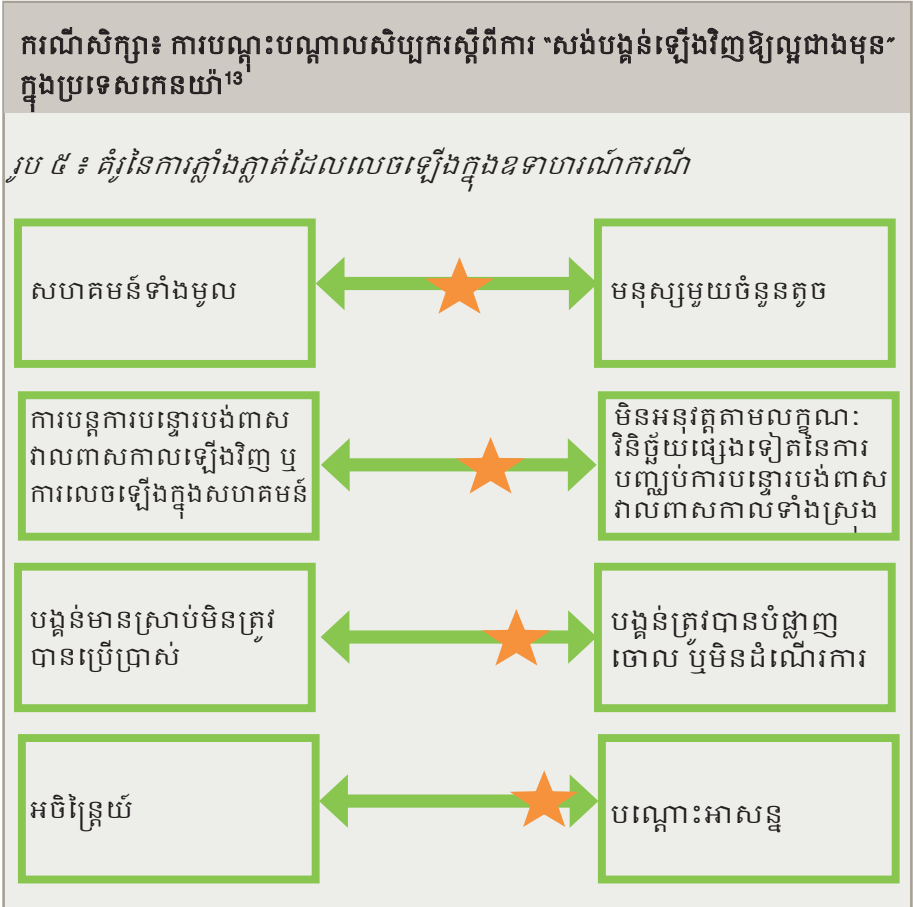 ករណីសិក្សា៖ ការបណ្តុះបណ្តាលសិប្បករស្តីពីការ “សង់បង្គន់ឡើងវិញឱ្យល្អជាងមុន”
ក្នុងប្រទេសកេនយ៉ា13
រូប ៥ ៖ គំរូនៃការភ្លាំងភ្លាត់ដែលលេចឡើងក្នុងឧទាហរណ៍ករណី
សហគមន៍ទាំងមូល
មនុស្សមួយចំនួនតូច
ការបន្តការបន្ទោរបង់ពាស
វាលពាសកាលឡើងវិញ ឬ
ការលេចឡើងក្នុងសហគមន៍
មិនអនុវត្តតាមលក្ខណៈ
វិនិច្ឆ័យផ្សេងទៀតនៃការ
បញ្ឈប់ការបន្ទោរបង់ពាស
វាលពាសកាលទាំងស្រុង
បង្គន់មានស្រាប់មិនត្រូវ
បានប្រើប្រាស់
បង្គន់ត្រូវបានបំផ្លាញ
ចោល ឬមិនដំណើរការ
អចិន្ត្រៃយ៍
បណ្តោះអាសន្ន